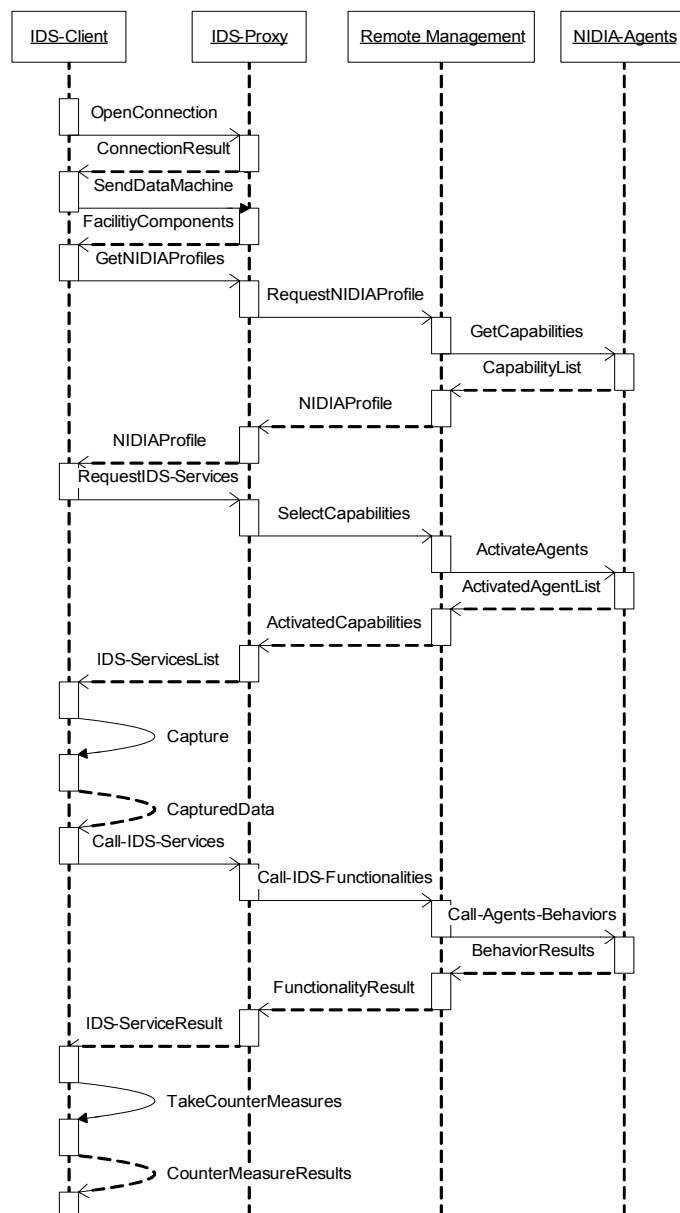 IDS-Client
IDS-Proxy
Remote Management
NIDIA-Agents
OpenConnection
ConnectionResult
SendDataMachine
FacilitiyComponents
GetNIDIAProfiles
RequestNIDIAProfile
GetCapabilities
CapabilityList
NIDIAProfile
NIDIAProfile
RequestIDS-Services
SelectCapabilities
ActivateAgents
ActivatedAgentList
ActivatedCapabilities
IDS-ServicesList
Capture
CapturedData
Call-IDS-Services
Call-IDS-Functionalities
Call-Agents-Behaviors
BehaviorResults
FunctionalityResult
IDS-ServiceResult
TakeCounterMeasures
CounterMeasureResults